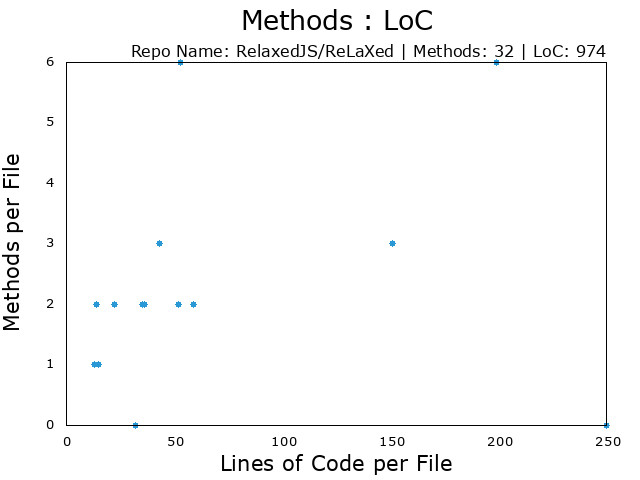 Methods : LoC
Repo Name: RelaxedJS/ReLaXed | Methods: 32 | LoC: 974
6
5
4
3
2
1
0
Methods per File
0 50 100 150 200 250
Lines of Code per File